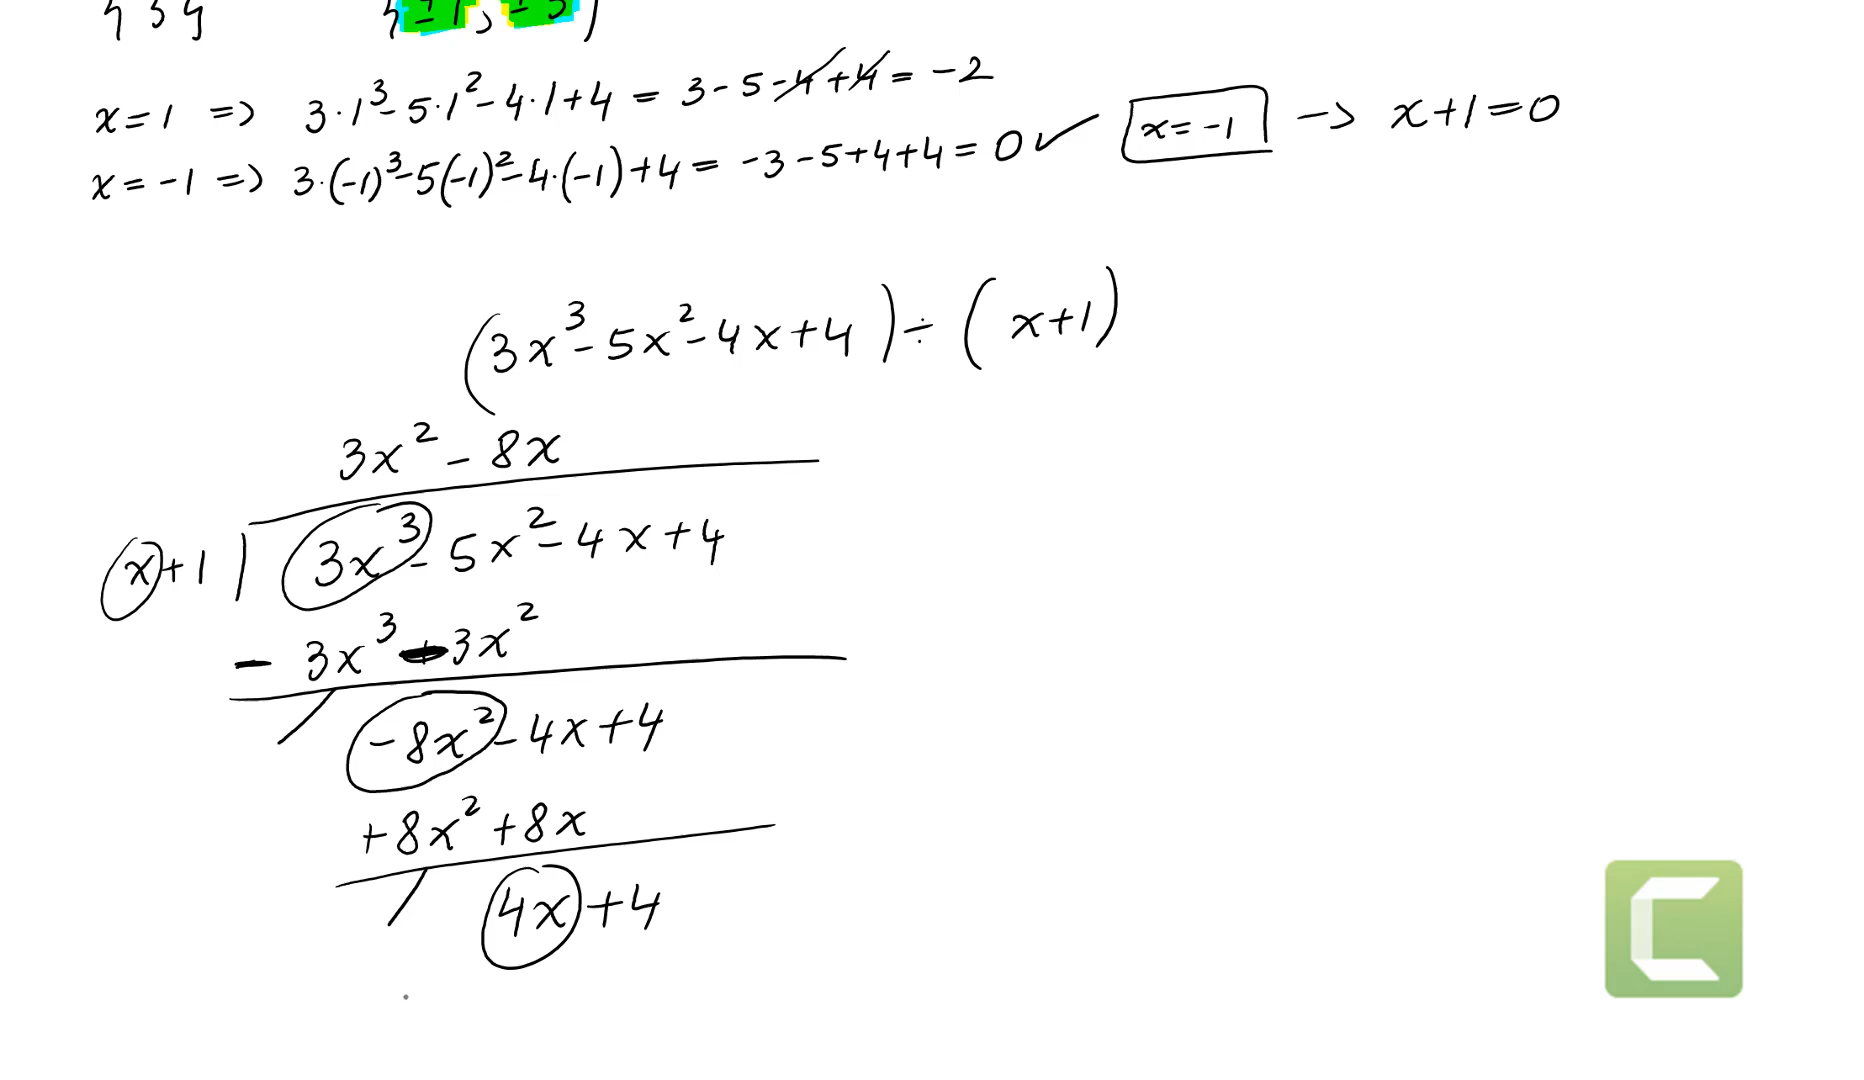 x=1 => 3·1³-5·1²-4·1+4 = 3-5-4+4 = -2
x=-1 => 3·(-1)³-5(-1)²-4·(-1)+4 = -3-5+4+4 = 0 ✓ x=-1 -> x+1=0
(3x³-5x²-4x+4) ÷ (x+1)
3x² - 8x
x+1 | 3x³-5x²-4x+4
- 3x³ - 3x²
-8x²-4x+4
+8x²+8x
4x+4